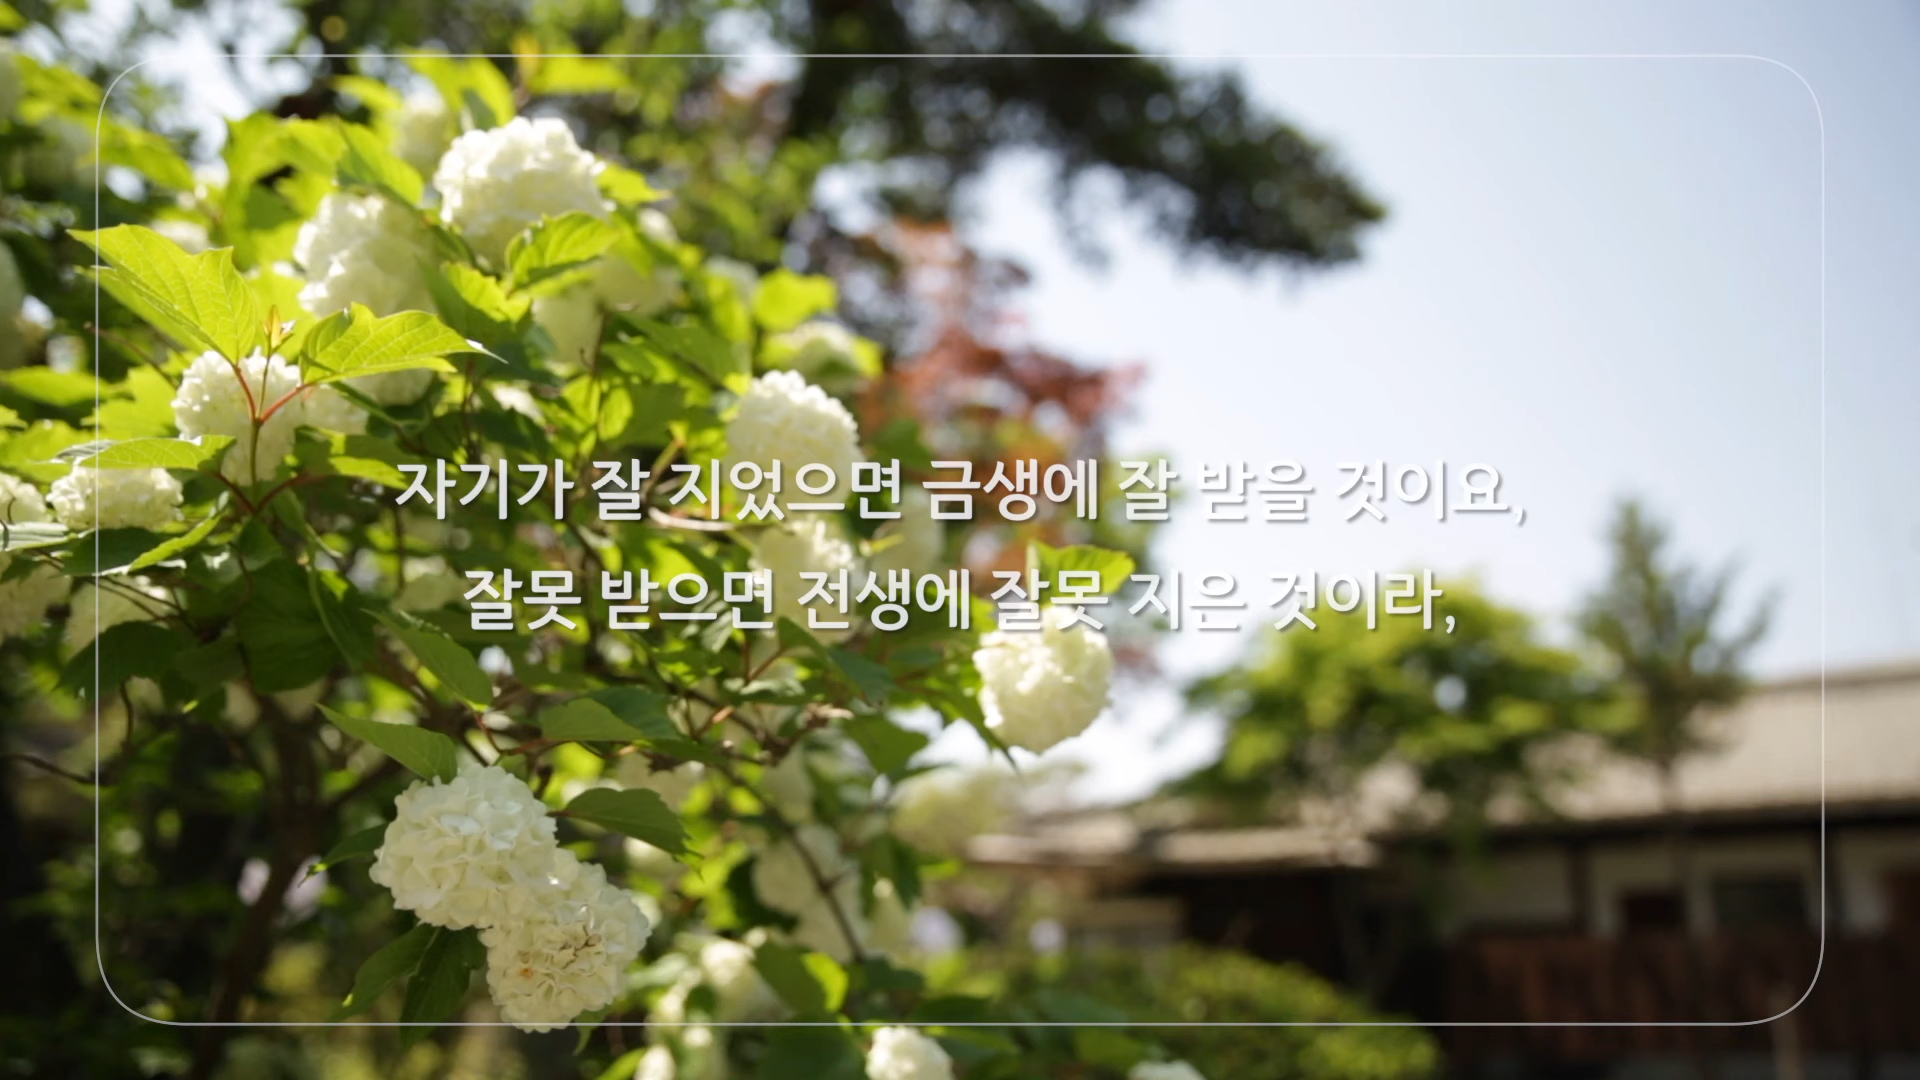 자기가 잘 지었으면 금생에 잘 받을 것이요,
잘못 받으면 전생에 잘못 지은 것이라,